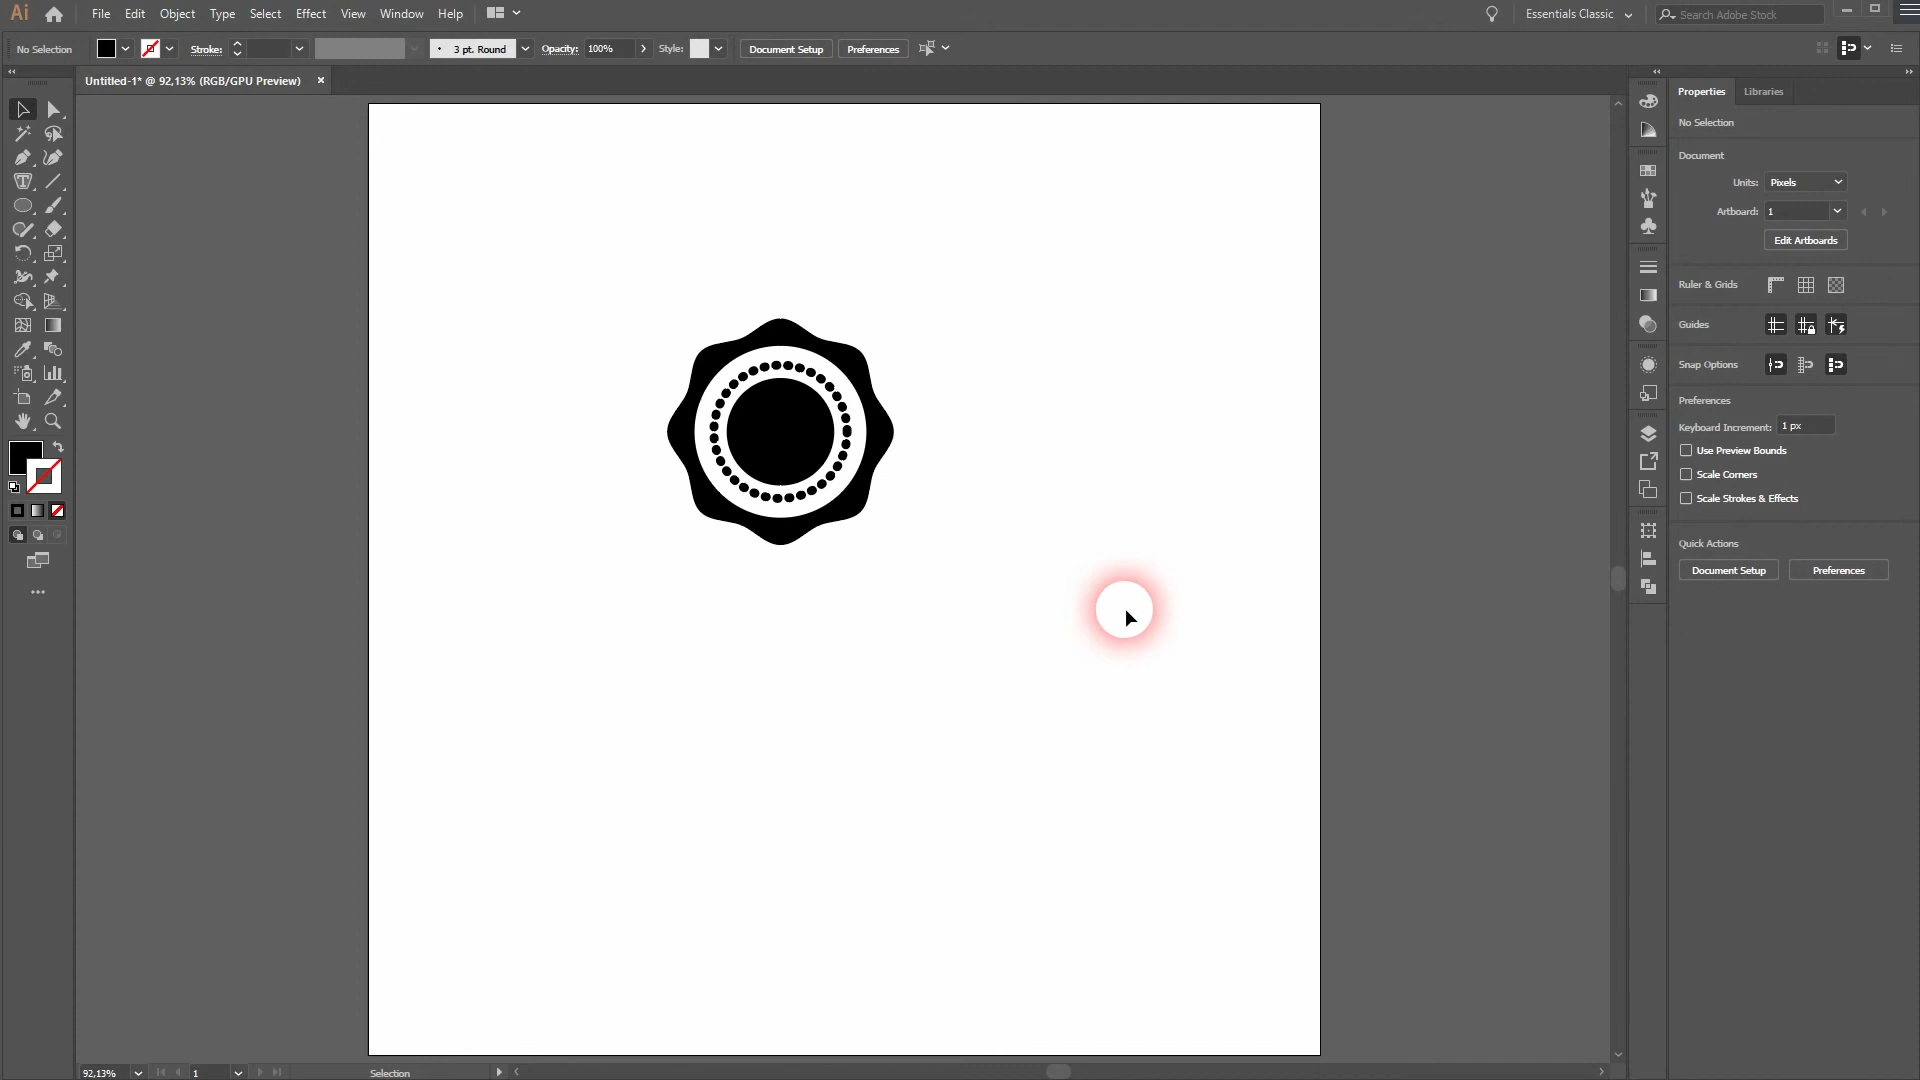 Ai File Edit Object Type Select Effect View Window Help Essentials Classic Search Adobe Stock
No Selection Stroke: 3 pt. Round Opacity: 100% Style: Document Setup Preferences
Untitled-1* @ 92,13% (RGB/GPU Preview) ×
Properties Libraries
No Selection
Document
Units: Pixels
Artboard: 1
Edit Artboards
Ruler & Grids
Guides
Snap Options
Preferences
Keyboard Increment: 1 px
Use Preview Bounds
Scale Corners
Scale Strokes & Effects
Quick Actions
Document Setup Preferences
92,13% 1 Selection